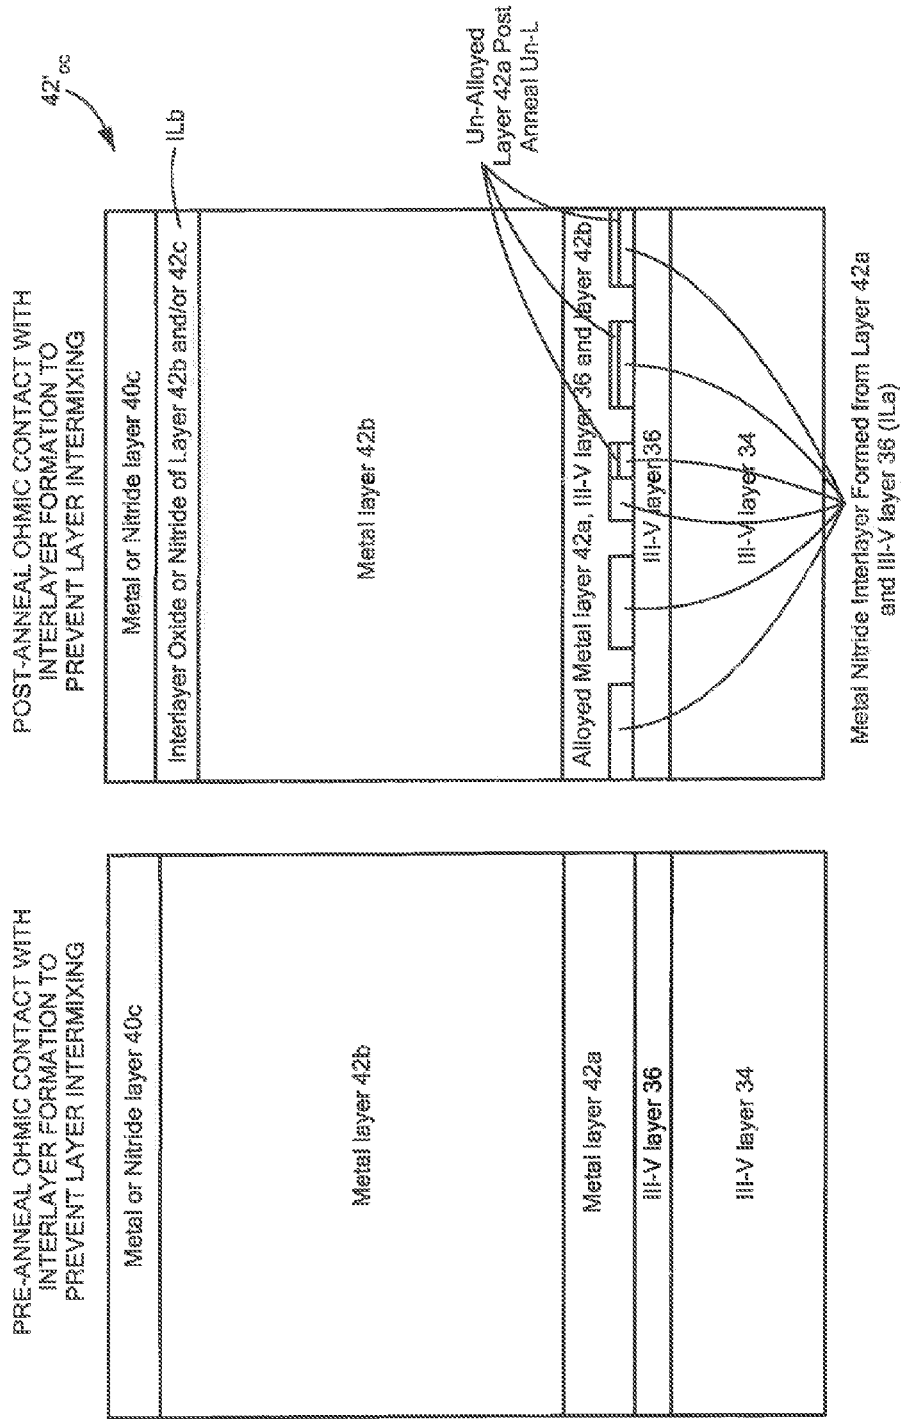 PRE-ANNEAL OHMIC CONTACT WITH
INTERLAYER FORMATION TO
PREVENT LAYER INTERMIXING
Metal or Nitride layer 40c
Metal layer 42b
Metal layer 42a
III-V layer 36
III-V layer 34
POST-ANNEAL OHMIC CONTACT WITH
INTERLAYER FORMATION TO
PREVENT LAYER INTERMIXING
42'oc
Metal or Nitride layer 40c
Interlayer Oxide or Nitride of Layer 42b and/or 42c
ILb
Metal layer 42b
Un-Alloyed
Layer 42a Post
Anneal Un-L
Alloyed Metal layer 42a, III-V layer 36 and layer 42b
III-V layer 36
III-V layer 34
Metal Nitride Interlayer Formed from Layer 42a
and III-V layer 36 (ILa)